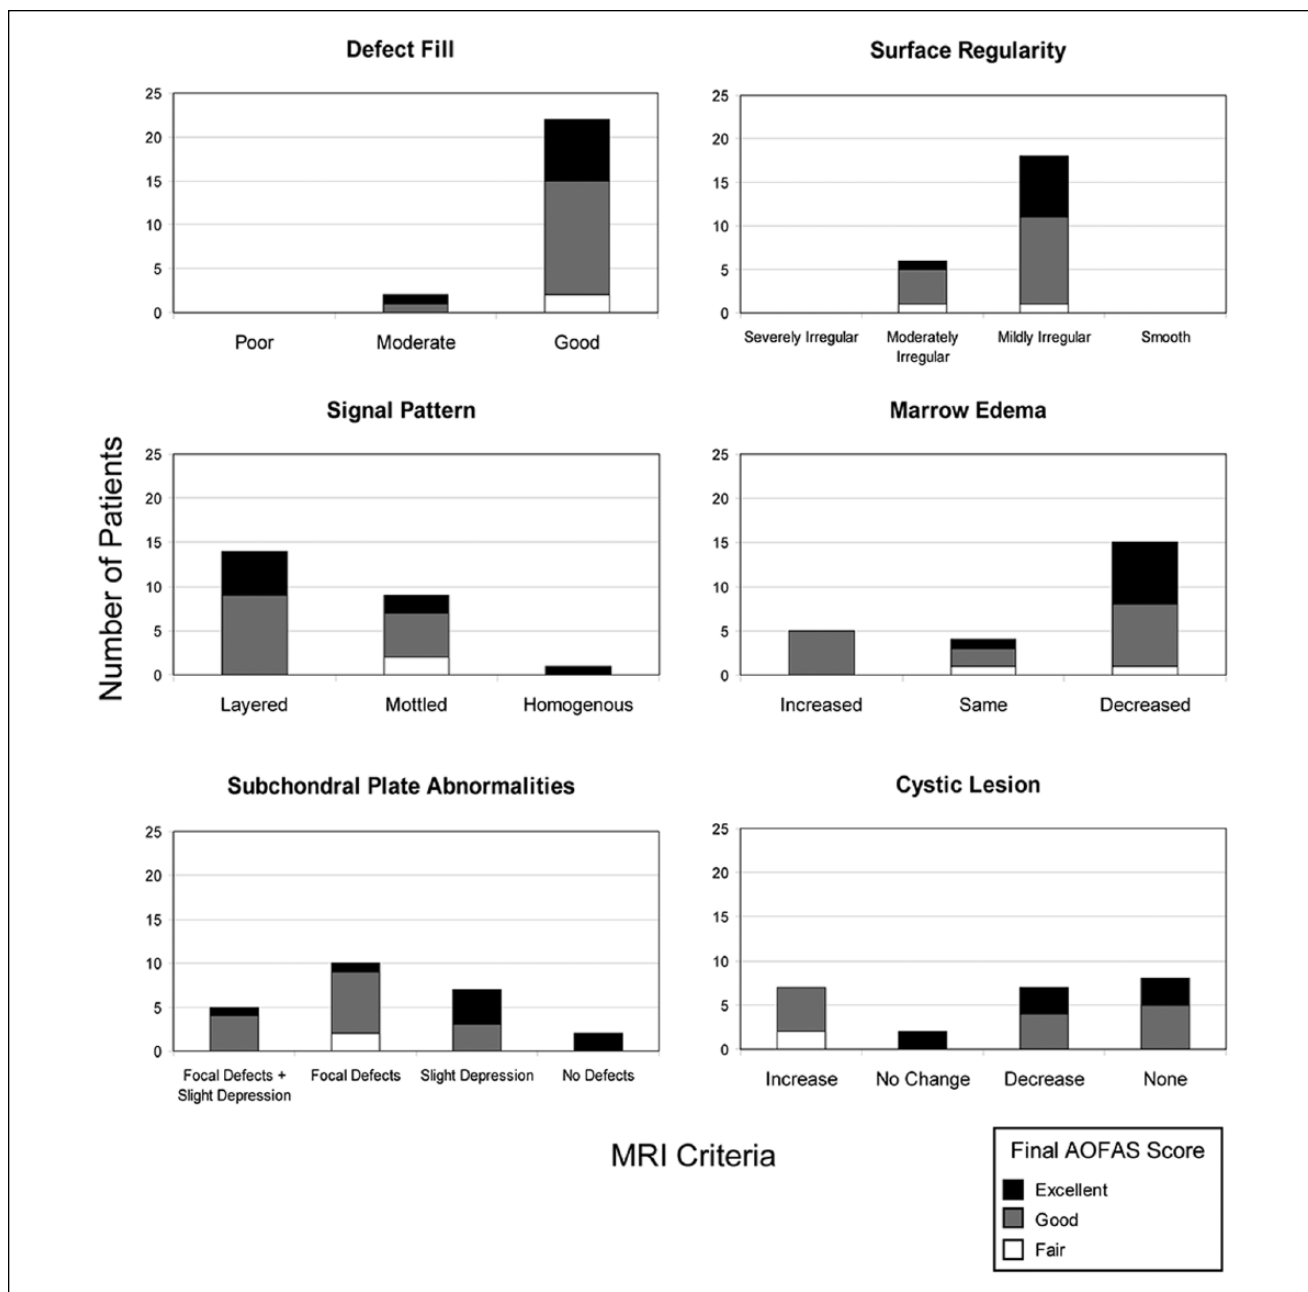 Defect Fill
25
20
15
10
5
0
Poor Moderate Good
Surface Regularity
25
20
15
10
5
0
Severely Irregular Moderately Mildly Irregular Smooth
Irregular
Number of Patients
Signal Pattern
25
20
15
10
5
0
Layered Mottled Homogenous
Marrow Edema
25
20
15
10
5
0
Increased Same Decreased
Subchondral Plate Abnormalities
25
20
15
10
5
0
Focal Defects + Focal Defects Slight Depression No Defects
Slight Depression
Cystic Lesion
25
20
15
10
5
0
Increase No Change Decrease None
MRI Criteria
Final AOFAS Score
Excellent
Good
Fair